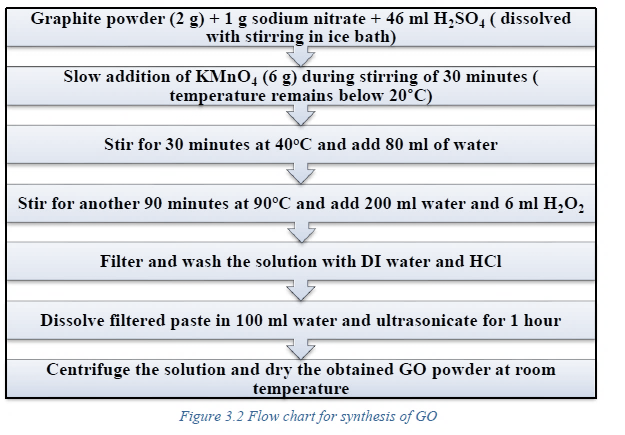 Graphite powder (2 g) + 1 g sodium nitrate + 46 ml H₂SO₄ ( dissolved
with stirring in ice bath)
Slow addition of KMnO₄ (6 g) during stirring of 30 minutes (
temperature remains below 20°C)
Stir for 30 minutes at 40°C and add 80 ml of water
Stir for another 90 minutes at 90°C and add 200 ml water and 6 ml H₂O₂
Filter and wash the solution with DI water and HCl
Dissolve filtered paste in 100 ml water and ultrasonicate for 1 hour
Centrifuge the solution and dry the obtained GO powder at room
temperature
Figure 3.2 Flow chart for synthesis of GO